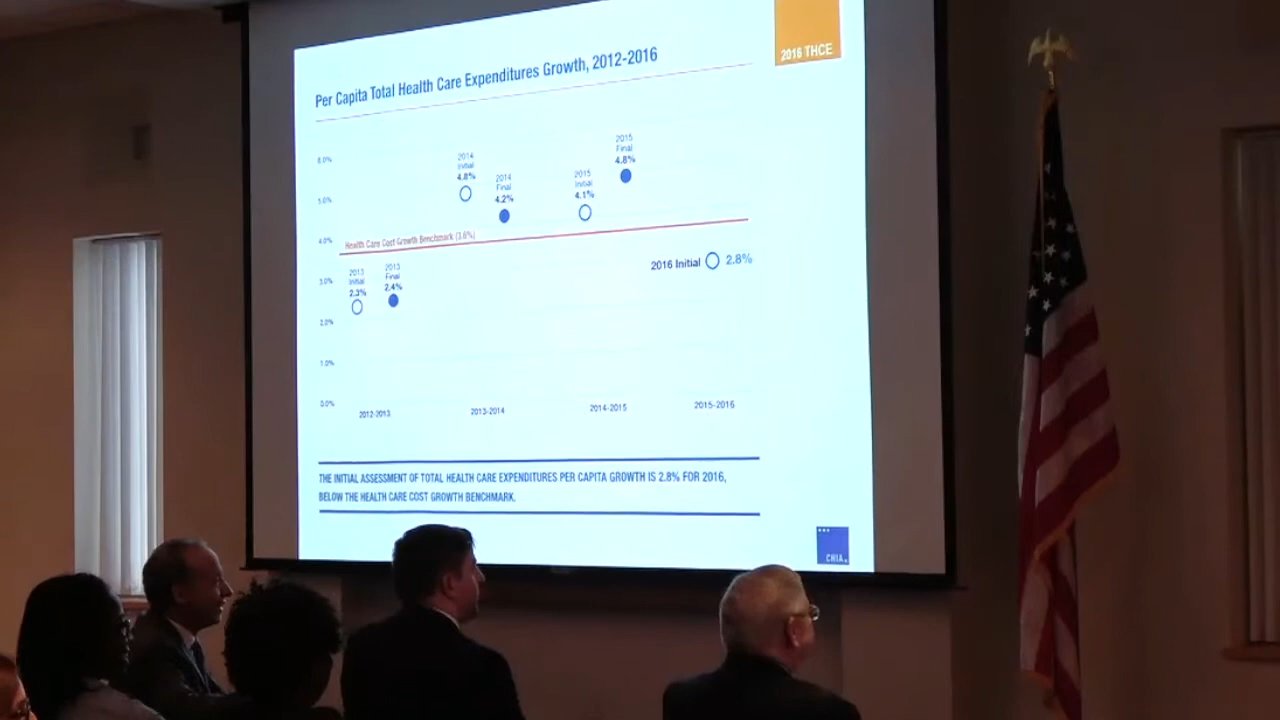 2016 THCE
Per Capita Total Health Care Expenditures Growth, 2012-2016
6.0%
5.0%
4.0%
3.0%
2.0%
1.0%
0.0%
2013
Initial
2.3%
2013
Final
2.4%
2014
Initial
4.8%
2014
Final
4.2%
2015
Initial
4.1%
2015
Final
4.8%
Health Care Cost Growth Benchmark (3.6%)
2016 Initial 2.8%
2012-2013
2013-2014
2014-2015
2015-2016
THE INITIAL ASSESSMENT OF TOTAL HEALTH CARE EXPENDITURES PER CAPITA GROWTH IS 2.8% FOR 2016,
BELOW THE HEALTH CARE COST GROWTH BENCHMARK.
CHIA.